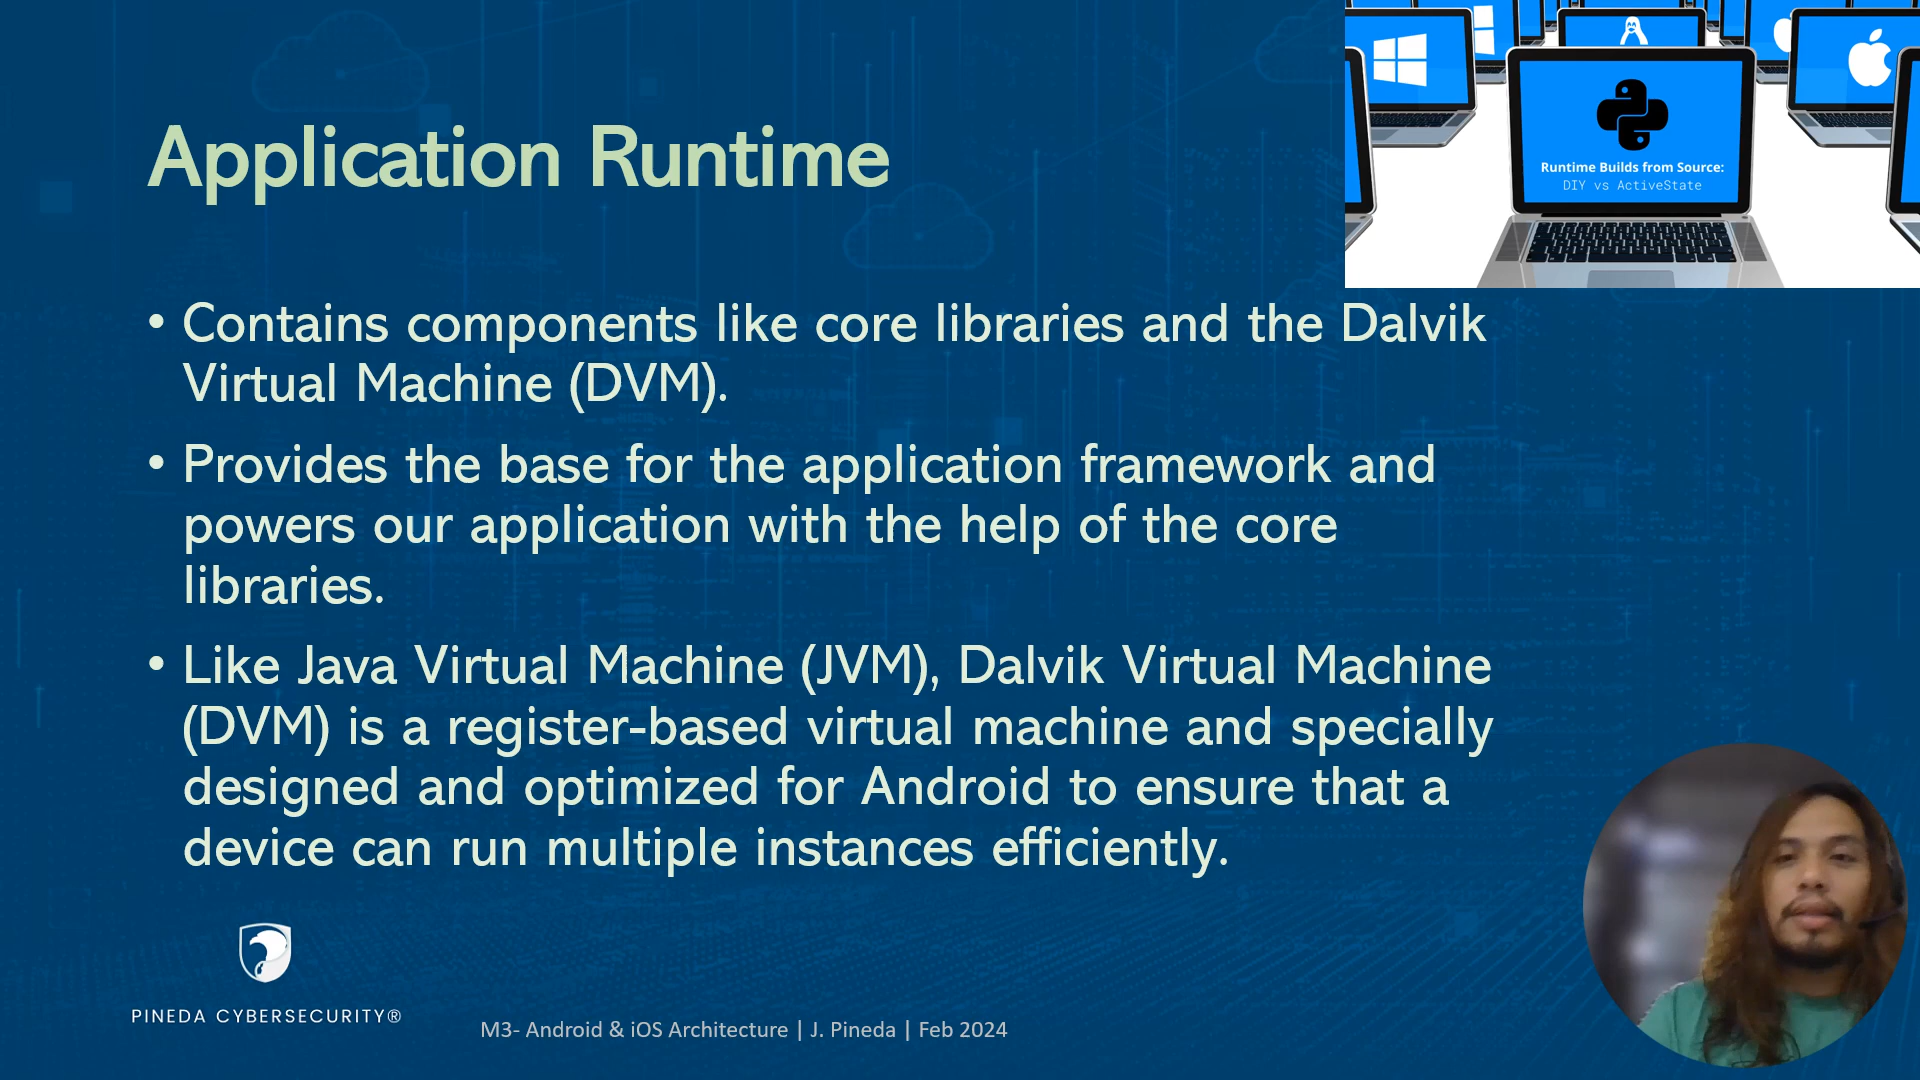 Application Runtime
Runtime Builds from Source:
DIY vs ActiveState
• Contains components like core libraries and the Dalvik
Virtual Machine (DVM).
• Provides the base for the application framework and
powers our application with the help of the core
libraries.
• Like Java Virtual Machine (JVM), Dalvik Virtual Machine
(DVM) is a register-based virtual machine and specially
designed and optimized for Android to ensure that a
device can run multiple instances efficiently.
PINEDA CYBERSECURITY®
M3- Android & iOS Architecture | J. Pineda | Feb 2024